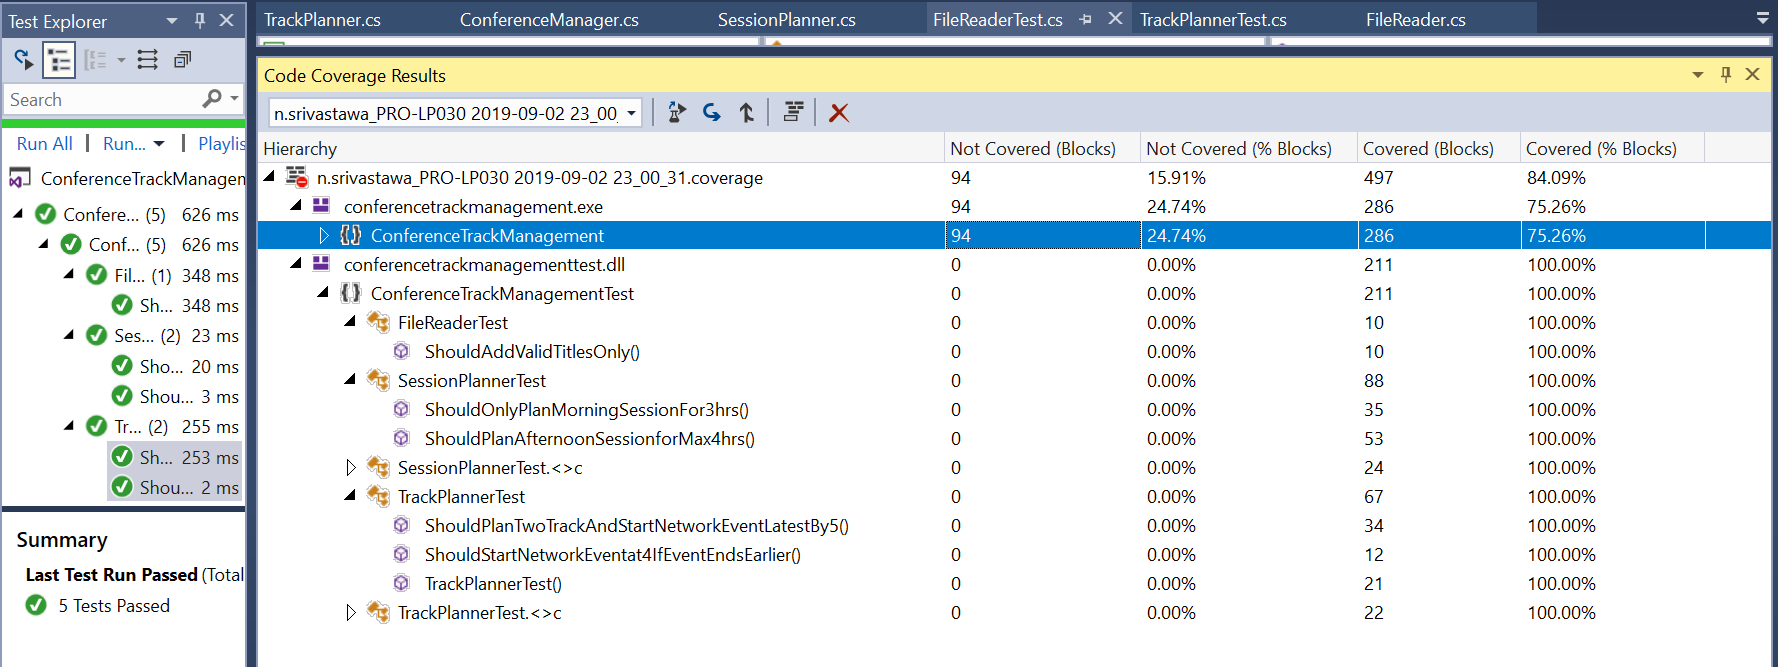 Test Explorer
Search
Run All | Run... | Playlis
ConferenceTrackManagen
Confere... (5) 626 ms
Conf... (5) 626 ms
Fil... (1) 348 ms
Sh... 348 ms
Ses... (2) 23 ms
Sho... 20 ms
Shou... 3 ms
Tr... (2) 255 ms
Sh... 253 ms
Shou... 2 ms
Summary
Last Test Run Passed (Total
5 Tests Passed
TrackPlanner.cs ConferenceManager.cs SessionPlanner.cs FileReaderTest.cs TrackPlannerTest.cs FileReader.cs
Code Coverage Results
n.srivastawa_PRO-LP030 2019-09-02 23_00_
Hierarchy Not Covered (Blocks) Not Covered (% Blocks) Covered (Blocks) Covered (% Blocks)
n.srivastawa_PRO-LP030 2019-09-02 23_00_31.coverage 94 15.91% 497 84.09%
conferencetrackmanagement.exe 94 24.74% 286 75.26%
{} ConferenceTrackManagement 94 24.74% 286 75.26%
conferencetrackmanagementtest.dll 0 0.00% 211 100.00%
{} ConferenceTrackManagementTest 0 0.00% 211 100.00%
FileReaderTest 0 0.00% 10 100.00%
ShouldAddValidTitlesOnly() 0 0.00% 10 100.00%
SessionPlannerTest 0 0.00% 88 100.00%
ShouldOnlyPlanMorningSessionFor3hrs() 0 0.00% 35 100.00%
ShouldPlanAfternoonSessionforMax4hrs() 0 0.00% 53 100.00%
SessionPlannerTest.<>c 0 0.00% 24 100.00%
TrackPlannerTest 0 0.00% 67 100.00%
ShouldPlanTwoTrackAndStartNetworkEventLatestBy5() 0 0.00% 34 100.00%
ShouldStartNetworkEventat4IfEventEndsEarlier() 0 0.00% 12 100.00%
TrackPlannerTest() 0 0.00% 21 100.00%
TrackPlannerTest.<>c 0 0.00% 22 100.00%